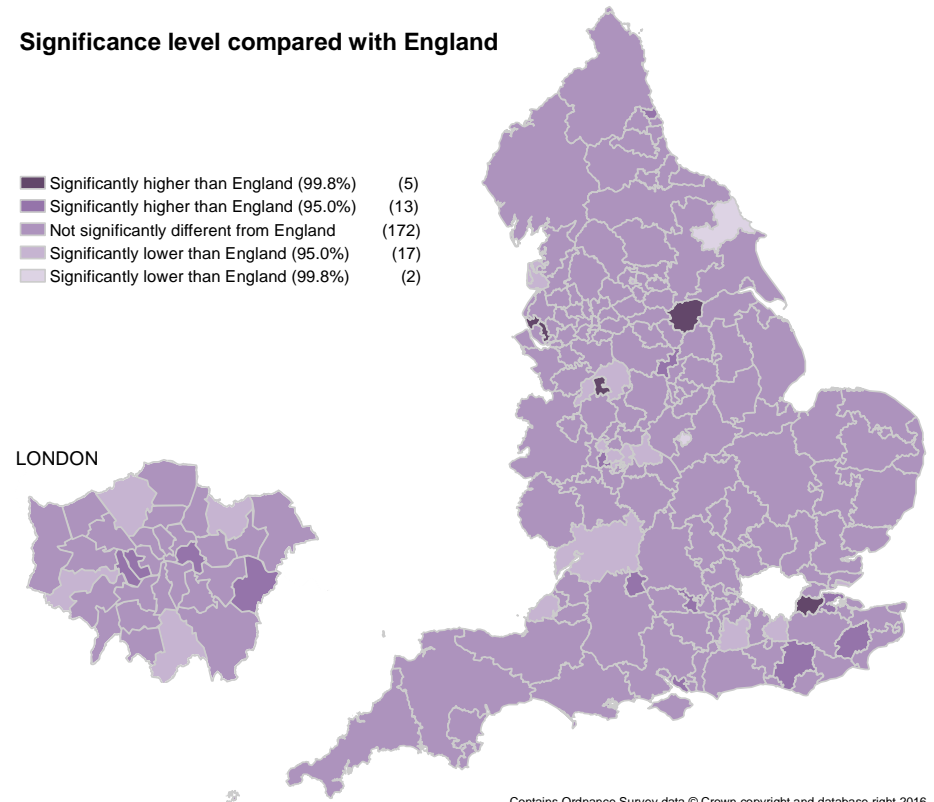 Significance level compared with England
Significantly higher than England (99.8%) (5)
Significantly higher than England (95.0%) (13)
Not significantly different from England (172)
Significantly lower than England (95.0%) (17)
Significantly lower than England (99.8%) (2)
LONDON
Contains Ordnance Survey data © Crown copyright and database right 2016